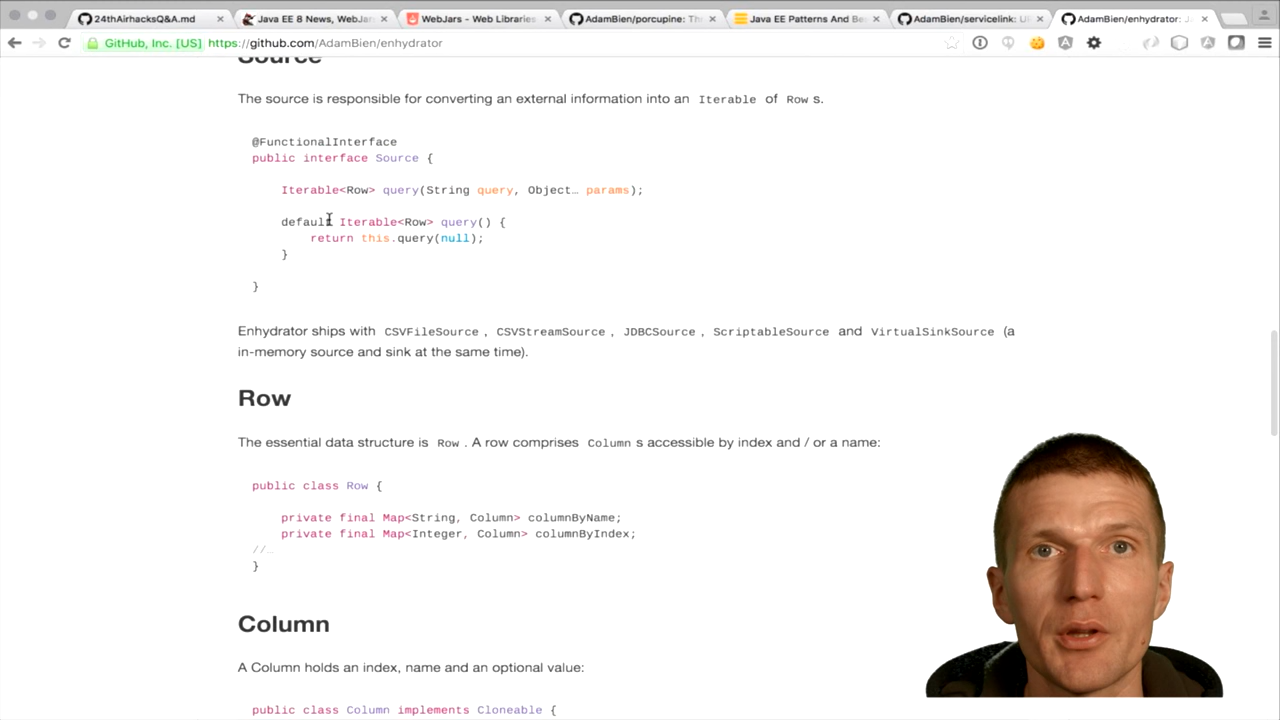 24thAirhacksQ&A.md
Java EE 8 News, WebJar
WebJars - Web Libraries
AdamBien/porcupine: Th
Java EE Patterns And Be
AdamBien/servicelink: U
AdamBien/enhydrator: J
GitHub, Inc. [US] https://github.com/AdamBien/enhydrator
Source
The source is responsible for converting an external information into an Iterable of Row s.
@FunctionalInterface
public interface Source {
Iterable<Row> query(String query, Object… params);
default Iterable<Row> query() {
return this.query(null);
}
}
Enhydrator ships with CSVFileSource , CSVStreamSource , JDBCSource , ScriptableSource and VirtualSinkSource (a
in-memory source and sink at the same time).
Row
The essential data structure is Row . A row comprises Column s accessible by index and / or a name:
public class Row {
private final Map<String, Column> columnByName;
private final Map<Integer, Column> columnByIndex;
//…
}
Column
A Column holds an index, name and an optional value:
public class Column implements Cloneable {